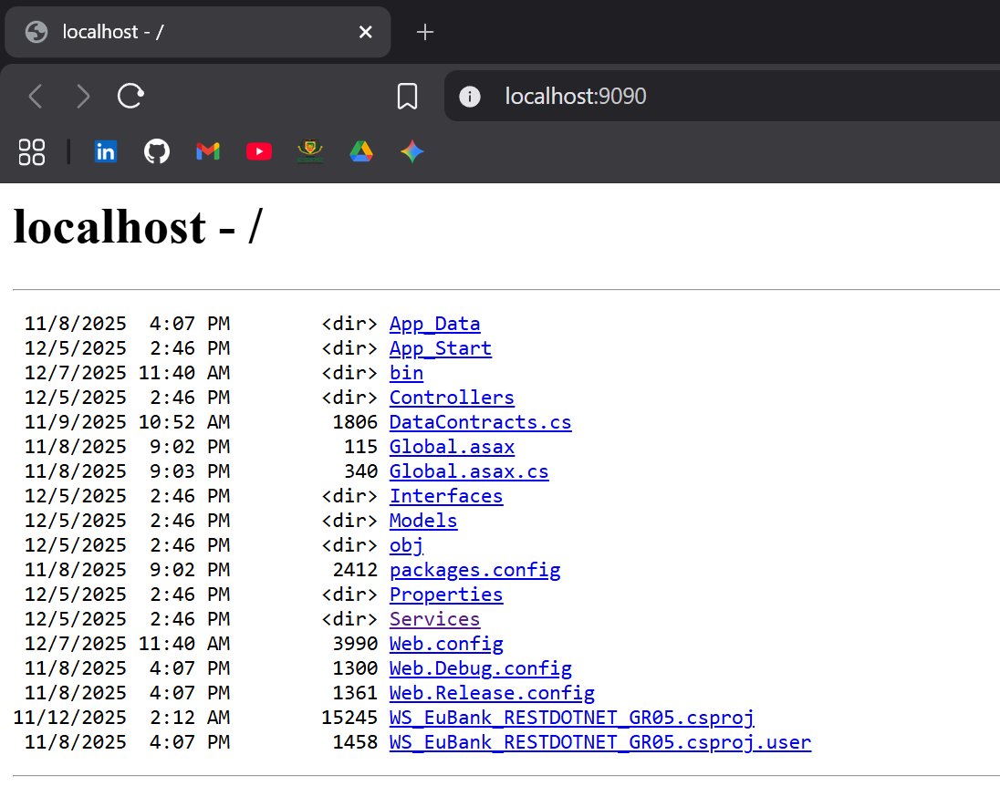 localhost - /
localhost:9090
in
localhost - /
11/8/2025 4:07 PM <dir> App_Data
12/5/2025 2:46 PM <dir> App_Start
12/7/2025 11:40 AM <dir> bin
12/5/2025 2:46 PM <dir> Controllers
11/9/2025 10:52 AM 1806 DataContracts.cs
11/8/2025 9:02 PM 115 Global.asax
11/8/2025 9:03 PM 340 Global.asax.cs
12/5/2025 2:46 PM <dir> Interfaces
12/5/2025 2:46 PM <dir> Models
12/5/2025 2:46 PM <dir> obj
11/8/2025 9:02 PM 2412 packages.config
12/5/2025 2:46 PM <dir> Properties
12/5/2025 2:46 PM <dir> Services
12/7/2025 11:40 AM 3990 Web.config
11/8/2025 4:07 PM 1300 Web.Debug.config
11/8/2025 4:07 PM 1361 Web.Release.config
11/12/2025 2:12 AM 15245 WS_EuBank_RESTDOTNET_GR05.csproj
11/8/2025 4:07 PM 1458 WS_EuBank_RESTDOTNET_GR05.csproj.user